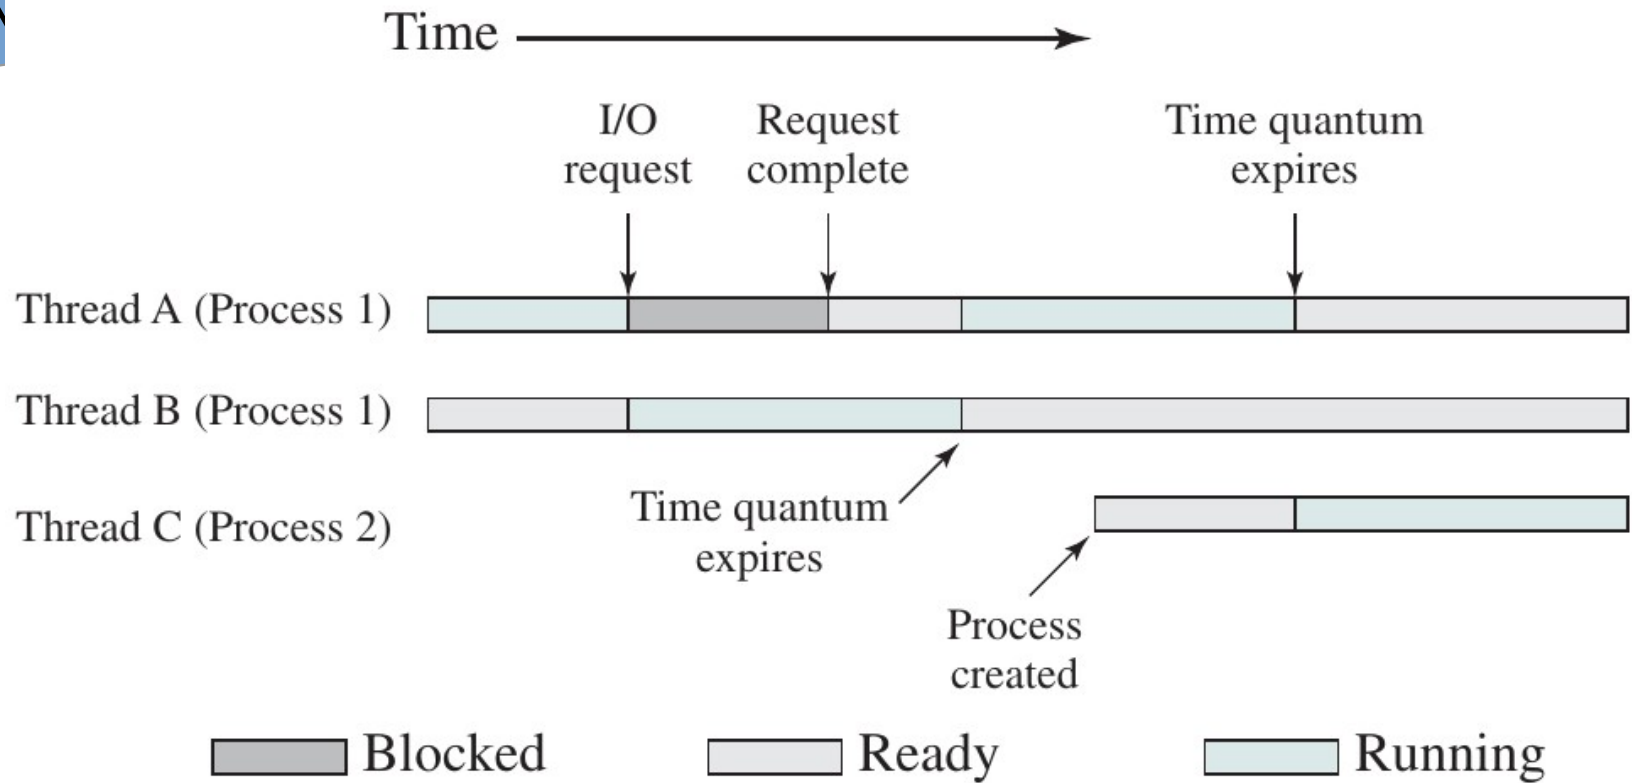 Time
I/O
request
Request
complete
Time quantum
expires
Thread A (Process 1)
Thread B (Process 1)
Time quantum
expires
Thread C (Process 2)
Process
created
Blocked
Ready
Running